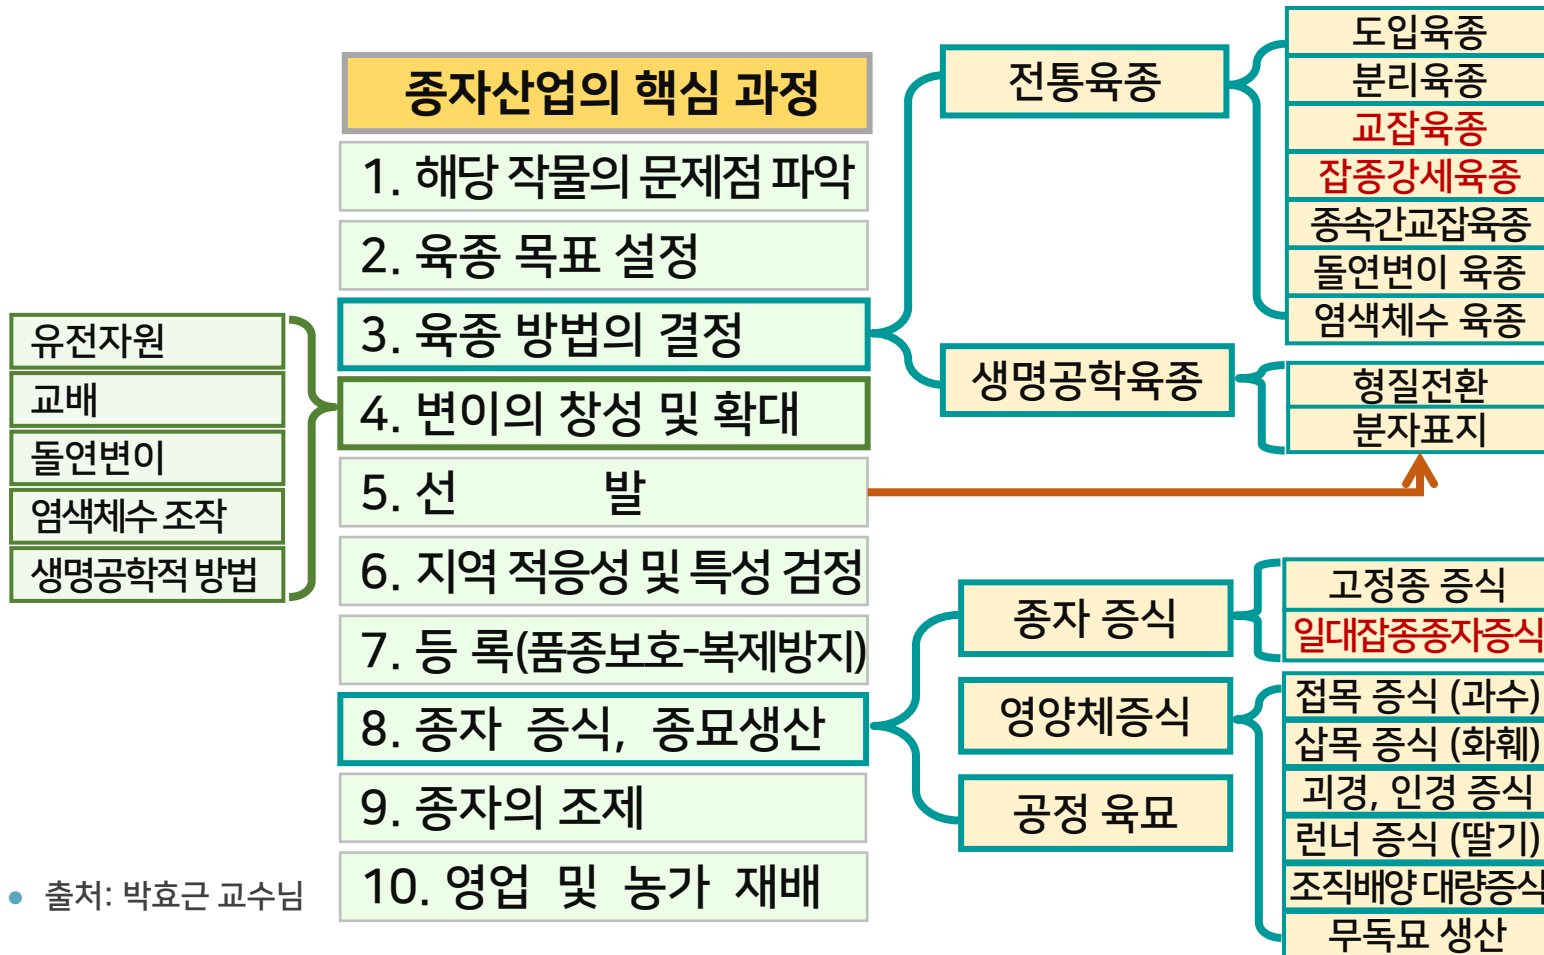 종자산업의 핵심 과정
1. 해당 작물의 문제점 파악
2. 육종 목표 설정
3. 육종 방법의 결정
4. 변이의 창성 및 확대
5. 선 발
6. 지역 적응성 및 특성 검정
7. 등 록(품종보호-복제방지)
8. 종자 증식, 종묘생산
9. 종자의 조제
10. 영업 및 농가 재배
유전자원
교배
돌연변이
염색체수 조작
생명공학적 방법
전통육종
도입육종
분리육종
교잡육종
잡종강세육종
종속간교잡육종
돌연변이 육종
염색체수 육종
생명공학육종
형질전환
분자표지
종자 증식
고정종 증식
일대잡종종자증식
영양체증식
접목 증식 (과수)
삽목 증식 (화훼)
괴경, 인경 증식
런너 증식 (딸기)
조직배양 대량증식
무독묘 생산
공정 육묘
• 출처: 박효근 교수님